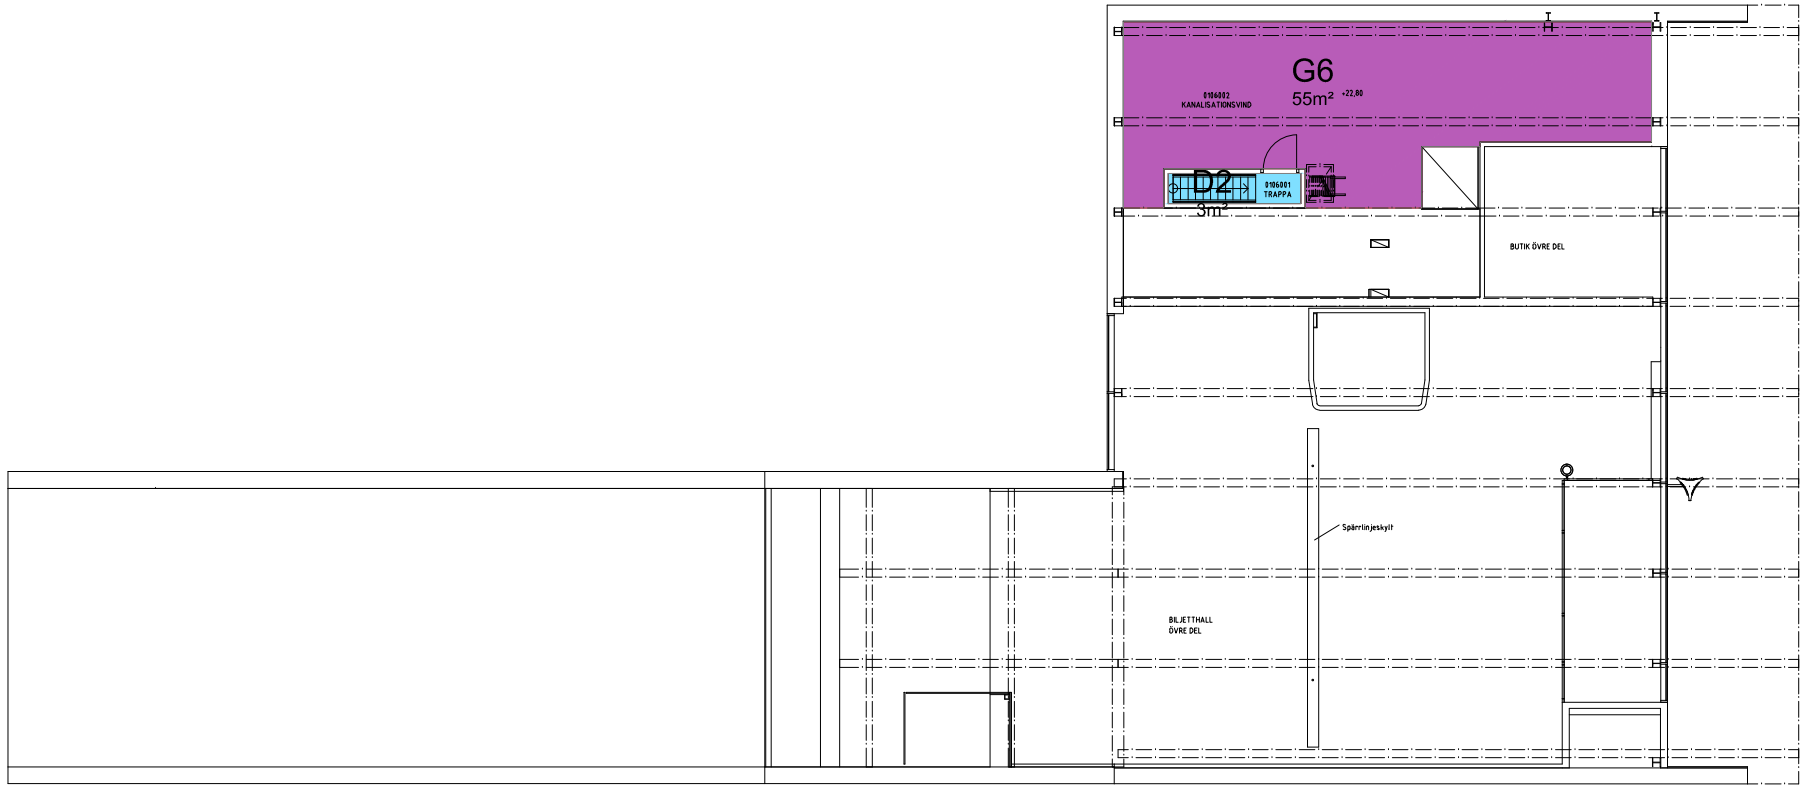 G6
55m²
+22,80
0106002
KANALISATIONSVIND
D2
3m²
0106001
TRAPPA
BUTIK ÖVRE DEL
Spärrlinjeskylt
BILJETTHALL
ÖVRE DEL